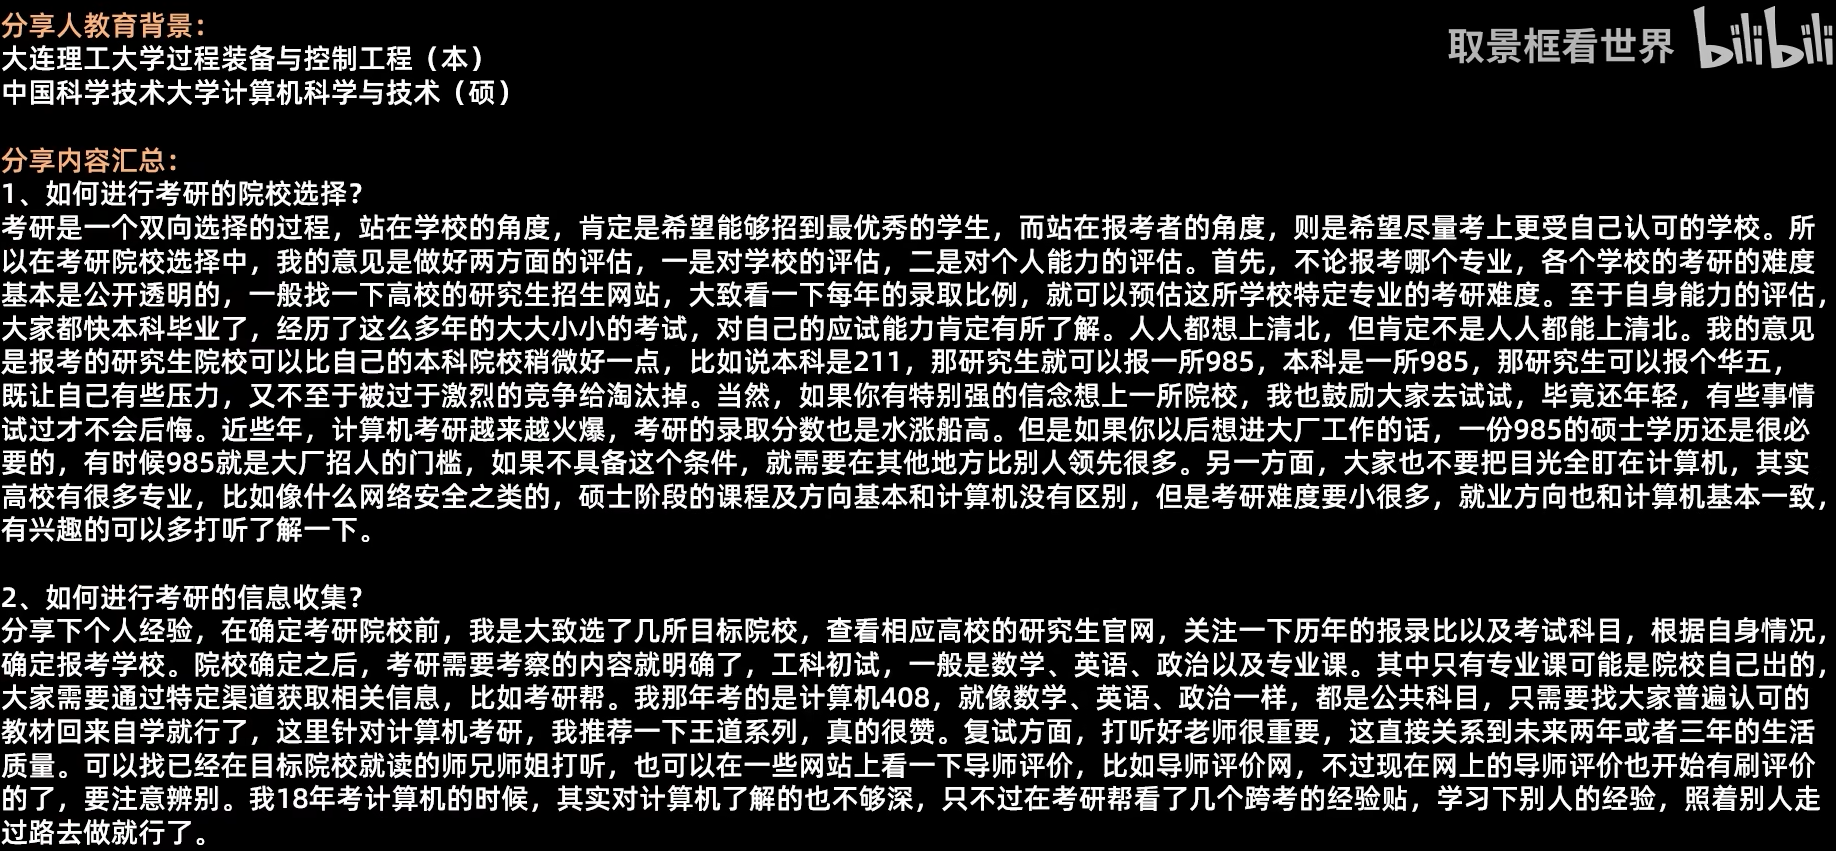 分享人教育背景：
取景框看世界 bilibili
大连理工大学过程装备与控制工程（本）
中国科学技术大学计算机科学与技术（硕）
分享内容汇总：
1、如何进行考研的院校选择？
考研是一个双向选择的过程，站在学校的角度，肯定是希望能够招到最优秀的学生，而站在报考者的角度，则是希望尽量考上更受自己认可的学校。所
以在考研院校选择中，我的意见是做好两方面的评估，一是对学校的评估，二是对个人能力的评估。首先，不论报考哪个专业，各个学校的考研的难度
基本是公开透明的，一般找一下高校的研究生招生网站，大致看一下每年的录取比例，就可以预估这所学校特定专业的考研难度。至于自身能力的评估，
大家都快本科毕业了，经历了这么多年的大大小小的考试，对自己的应试能力肯定有所了解。人人都想上清北，但肯定不是人人都能上清北。我的意见
是报考的研究生院校可以比自己的本科院校稍微好一点，比如说本科是211，那研究生就可以报一所985，本科是一所985，那研究生可以报个华五，
既让自己有些压力，又不至于被过于激烈的竞争给淘汰掉。当然，如果你有特别强的信念想上一所院校，我也鼓励大家去试试，毕竟还年轻，有些事情
试过才不会后悔。近些年，计算机考研越来越火爆，考研的录取分数也是水涨船高。但是如果你以后想进大厂工作的话，一份985的硕士学历还是很必
要的，有时候985就是大厂招人的门槛，如果不具备这个条件，就需要在其他地方比别人领先很多。另一方面，大家也不要把目光全盯在计算机，其实
高校有很多专业，比如像什么网络安全之类的，硕士阶段的课程及方向基本和计算机没有区别，但是考研难度要小很多，就业方向也和计算机基本一致，
有兴趣的可以多打听了解一下。
2、如何进行考研的信息收集？
分享下个人经验，在确定考研院校前，我是大致选了几所目标院校，查看相应高校的研究生官网，关注一下历年的报录比以及考试科目，根据自身情况，
确定报考学校。院校确定之后，考研需要考察的内容就明确了，工科初试，一般是数学、英语、政治以及专业课。其中只有专业课可能是院校自己出的，
大家需要通过特定渠道获取相关信息，比如考研帮。我那年考的是计算机408，就像数学、英语、政治一样，都是公共科目，只需要找大家普遍认可的
教材回来自学就行了，这里针对计算机考研，我推荐一下王道系列，真的很赞。复试方面，打听好老师很重要，这直接关系到未来两年或者三年的生活
质量。可以找已经在目标院校就读的师兄师姐打听，也可以在一些网站上看一下导师评价，比如导师评价网，不过现在网上的导师评价也开始有刷评价
的了，要注意辨别。我18年考计算机的时候，其实对计算机了解的也不够深，只不过在考研帮看了几个跨考的经验贴，学习下别人的经验，照着别人走
过路去做就行了。